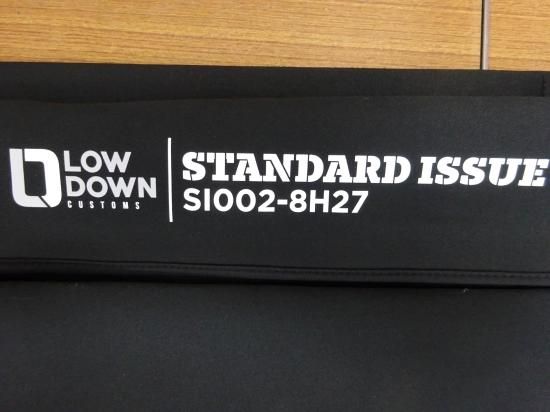 LOW
DOWN
CUSTOMS
STANDARD ISSUE
SI002-8H27